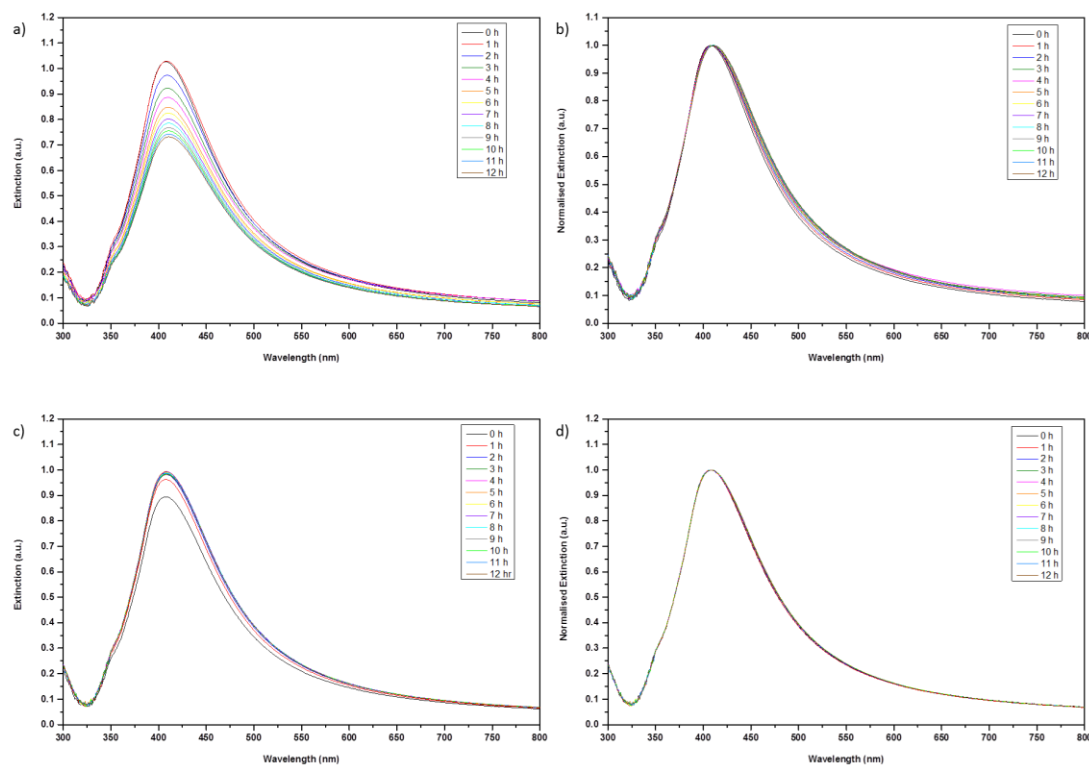 a)
Extinction (a.u.)
1.2
1.1
1.0
0.9
0.8
0.7
0.6
0.5
0.4
0.3
0.2
0.1
0.0
300 350 400 450 500 550 600 650 700 750 800
Wavelength (nm)
0 h
1 h
2 h
3 h
4 h
5 h
6 h
7 h
8 h
9 h
10 h
11 h
12 h
b)
Normalised Extinction (a.u.)
1.1
1.0
0.9
0.8
0.7
0.6
0.5
0.4
0.3
0.2
0.1
0.0
300 350 400 450 500 550 600 650 700 750 800
Wavelength (nm)
0 h
1 h
2 h
3 h
4 h
5 h
6 h
7 h
8 h
9 h
10 h
11 h
12 h
c)
Extinction (a.u.)
1.2
1.1
1.0
0.9
0.8
0.7
0.6
0.5
0.4
0.3
0.2
0.1
0.0
300 350 400 450 500 550 600 650 700 750 800
Wavelength (nm)
0 h
1 h
2 h
3 h
4 h
5 h
6 h
7 h
8 h
9 h
10 h
11 h
12 hr
d)
Normalised Extinction (a.u.)
1.2
1.1
1.0
0.9
0.8
0.7
0.6
0.5
0.4
0.3
0.2
0.1
0.0
300 350 400 450 500 550 600 650 700 750 800
Wavelength (nm)
0 h
1 h
2 h
3 h
4 h
5 h
6 h
7 h
8 h
9 h
10 h
11 h
12 h